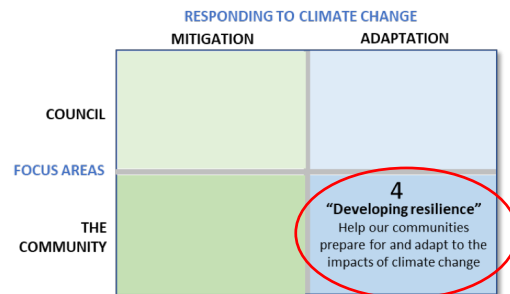 RESPONDING TO CLIMATE CHANGE
MITIGATION
ADAPTATION
COUNCIL
FOCUS AREAS
THE
COMMUNITY
4
“Developing resilience”
Help our communities
prepare for and adapt to the
impacts of climate change